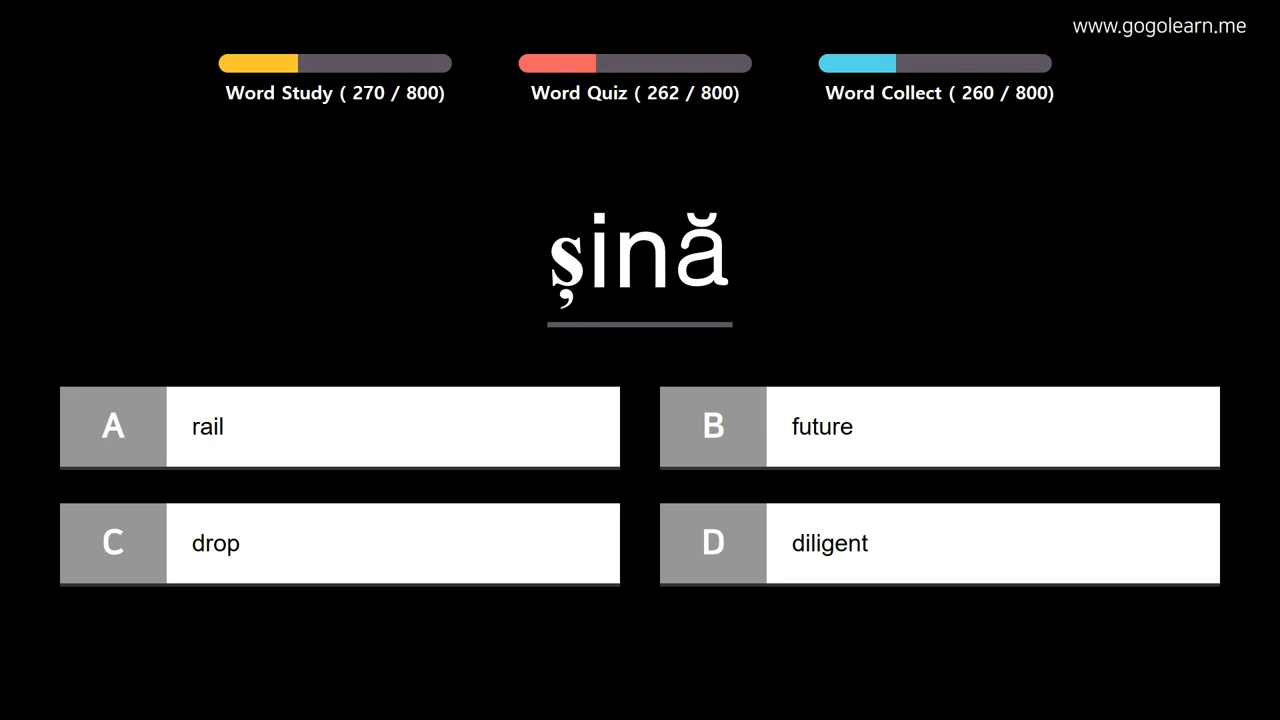 www.gogolearn.me
Word Study ( 270 / 800)
Word Quiz ( 262 / 800)
Word Collect ( 260 / 800)
șină
A rail
B future
C drop
D diligent